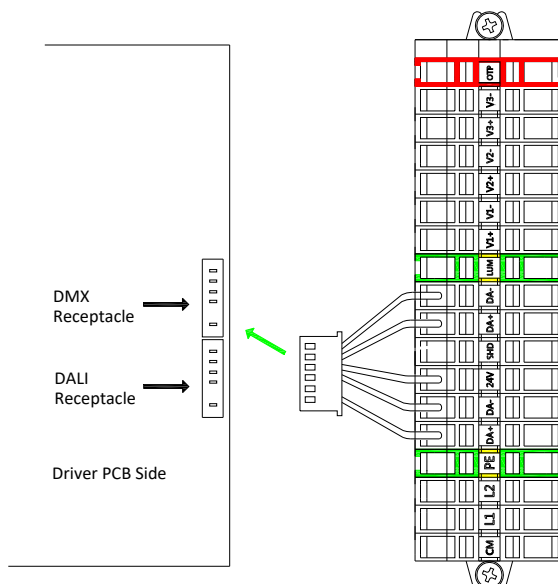 OTP
V3-
V3+
V2-
V2+
V1-
V1+
LUM
DMX
Receptacle
DA-
DA+
SHD
DALI
Receptacle
24V
DA-
DA+
Driver PCB Side
PE
L2
L1
CM